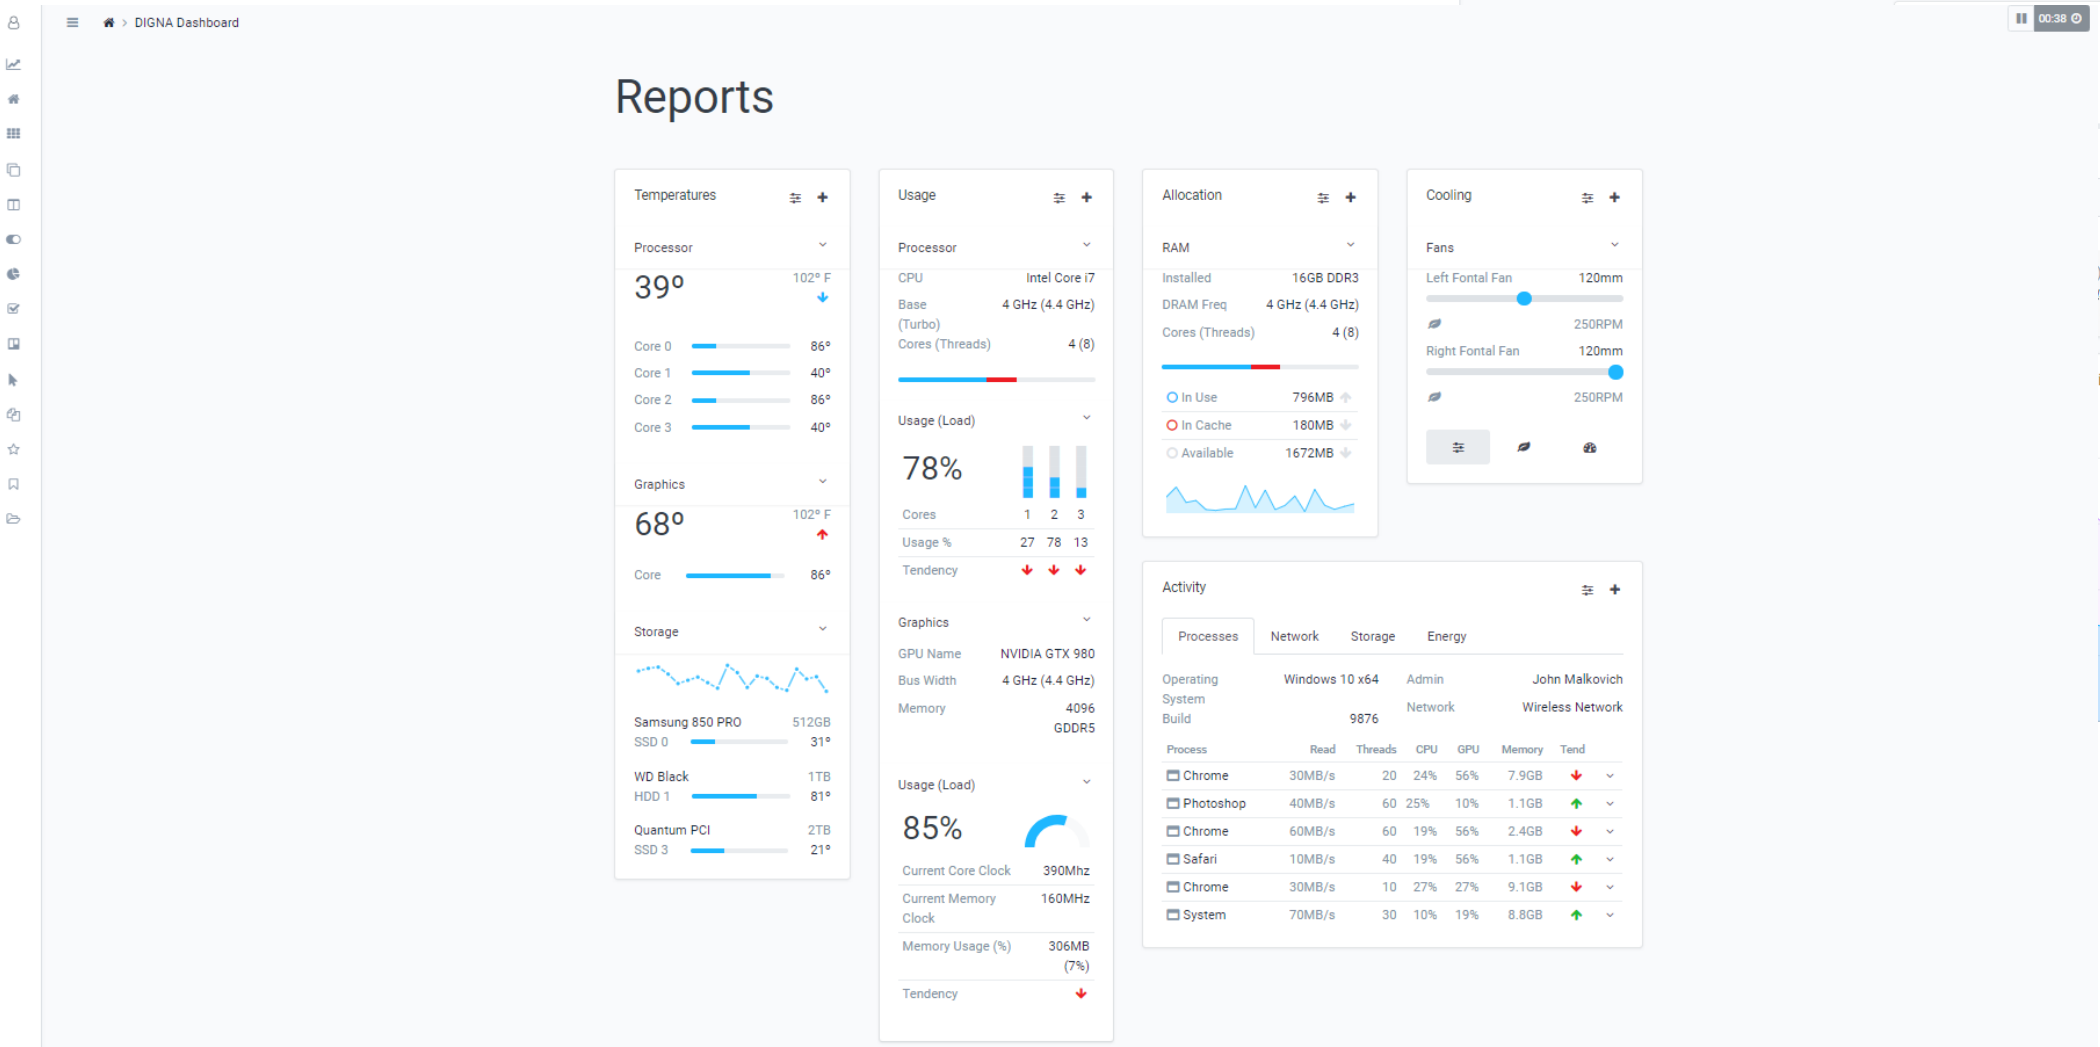 > DIGNA Dashboard
00:38
Reports
Temperatures
Processor
39º 102º F
Core 0 86º
Core 1 40º
Core 2 86º
Core 3 40º
Graphics
68º 102º F
Core 86º
Storage
Samsung 850 PRO 512GB
SSD 0 31º
WD Black 1TB
HDD 1 81º
Quantum PCI 2TB
SSD 3 21º
Usage
Processor
CPU Intel Core i7
Base 4 GHz (4.4 GHz)
(Turbo)
Cores (Threads) 4 (8)
Usage (Load)
78%
Cores 1 2 3
Usage % 27 78 13
Tendency
Graphics
GPU Name NVIDIA GTX 980
Bus Width 4 GHz (4.4 GHz)
Memory 4096
GDDR5
Usage (Load)
85%
Current Core Clock 390Mhz
Current Memory 160MHz
Clock
Memory Usage (%) 306MB
(7%)
Tendency
Allocation
RAM
Installed 16GB DDR3
DRAM Freq 4 GHz (4.4 GHz)
Cores (Threads) 4 (8)
In Use 796MB
In Cache 180MB
Available 1672MB
Cooling
Fans
Left Fontal Fan 120mm
250RPM
Right Fontal Fan 120mm
250RPM
Activity
Processes Network Storage Energy
Operating Windows 10 x64
System
Build 9876
Admin John Malkovich
Network Wireless Network
Process Read Threads CPU GPU Memory Tend
Chrome 30MB/s 20 24% 56% 7.9GB
Photoshop 40MB/s 60 25% 10% 1.1GB
Chrome 60MB/s 60 19% 56% 2.4GB
Safari 10MB/s 40 19% 56% 1.1GB
Chrome 30MB/s 10 27% 27% 9.1GB
System 70MB/s 30 10% 19% 8.8GB